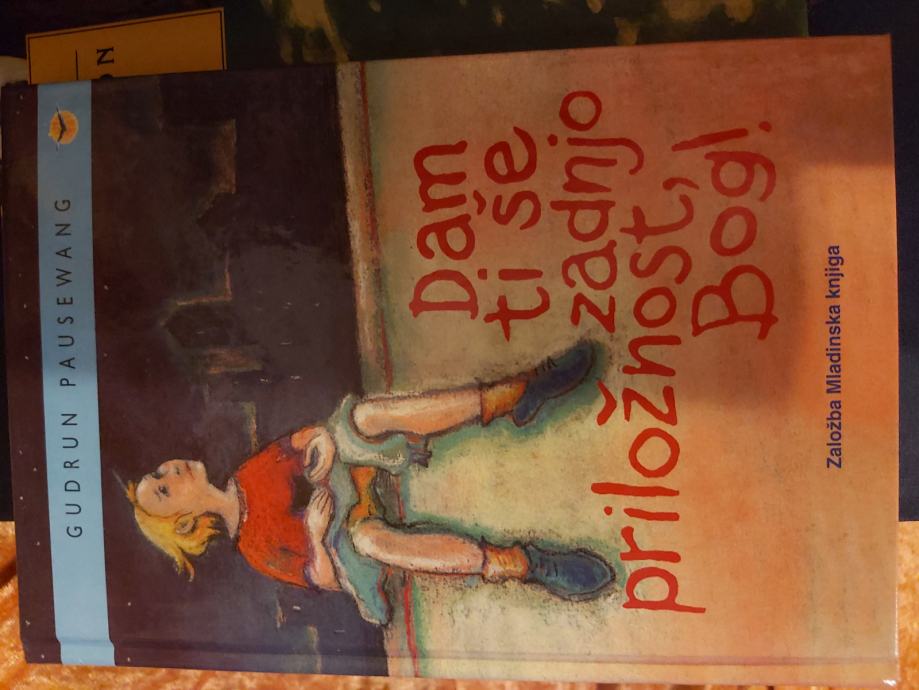 GUDRUN PAUSEWANG
Dam
ti še
zadnjo
priložnost,
Bog!
Založba Mladinska knjiga